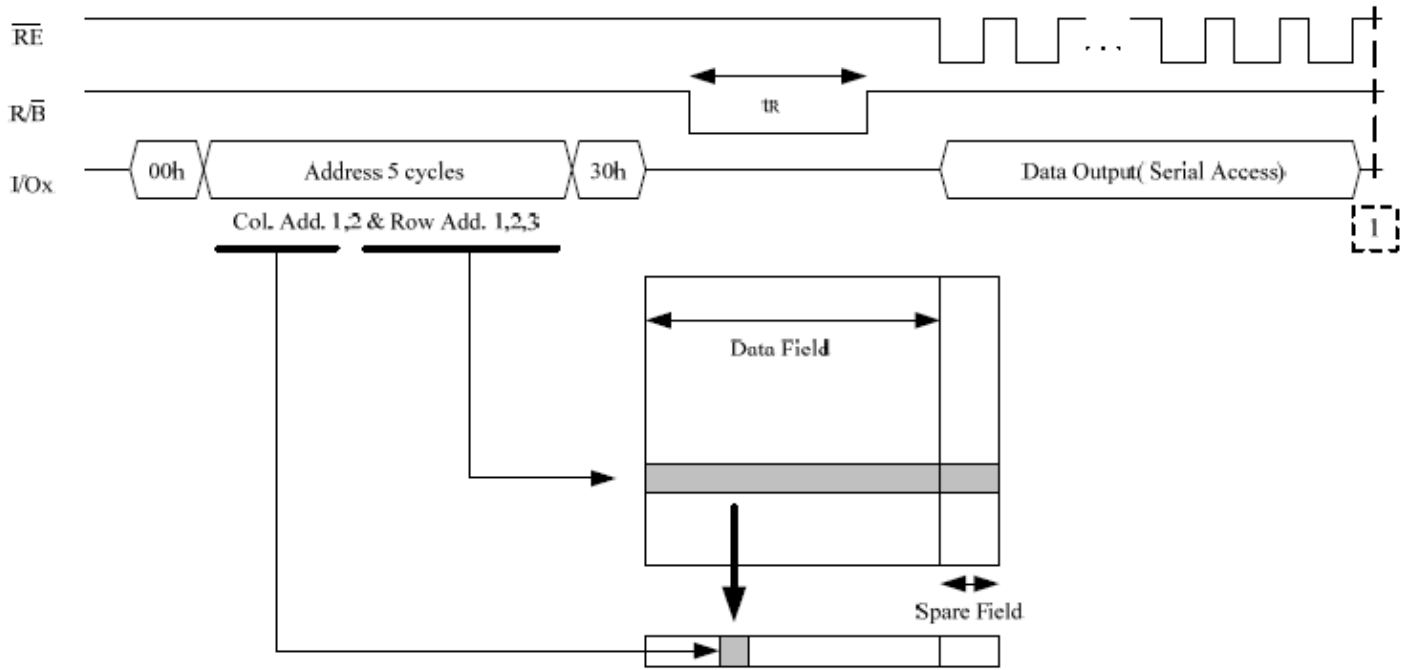 RE
R/B
tR
I/Ox
00h
Address 5 cycles
30h
Data Output( Serial Access)
Col. Add. 1,2 & Row Add. 1,2,3
1
Data Field
Spare Field